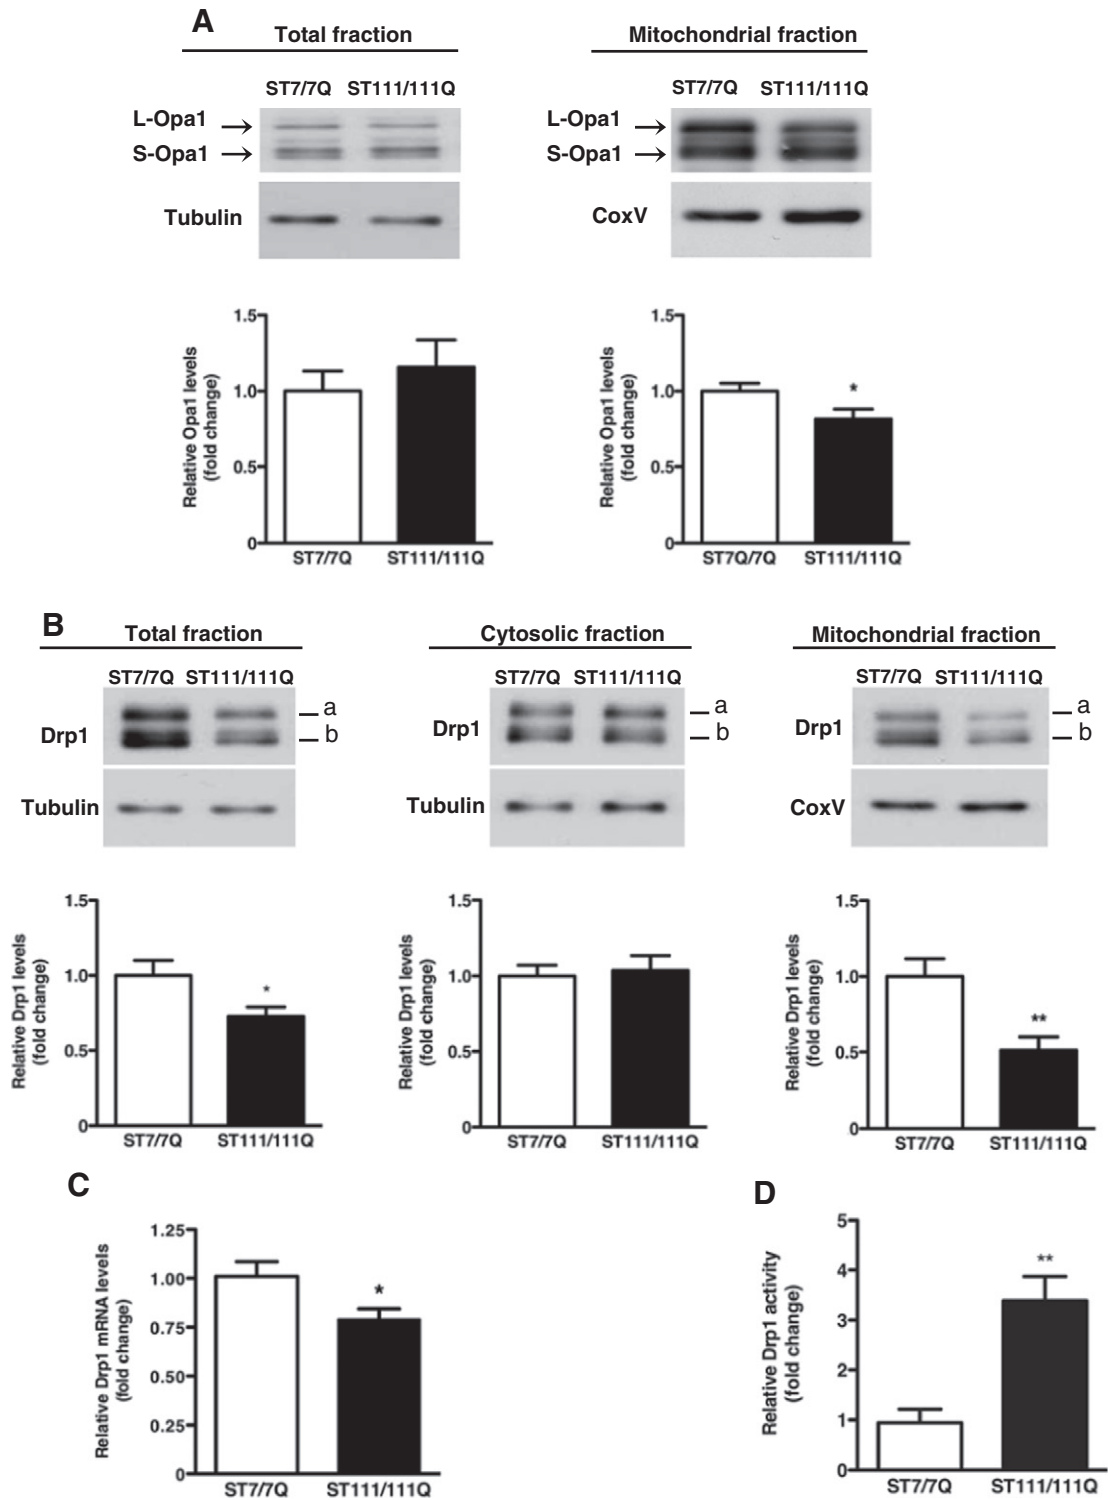 A
Total fraction
Mitochondrial fraction
ST7/7Q ST111/111Q
ST7/7Q ST111/111Q
L-Opa1
S-Opa1
Tubulin
L-Opa1
S-Opa1
CoxV
Relative Opa1 levels
(fold change)
1.5
1.0
0.5
0
ST7/7Q ST111/111Q
Relative Opa1 levels
(fold change)
1.5
1.0
0.5
0
*
ST7Q/7Q ST111/111Q
B
Total fraction
Cytosolic fraction
Mitochondrial fraction
ST7/7Q ST111/111Q
ST7/7Q ST111/111Q
ST7/7Q ST111/111Q
Drp1
a
b
Tubulin
Drp1
a
b
Tubulin
Drp1
a
b
CoxV
Relative Drp1 levels
(fold change)
1.5
1.0
0.5
0
*
ST7/7Q ST111/111Q
Relative Drp1 levels
(fold change)
1.5
1.0
0.5
0
ST7/7Q ST111/111Q
Relative Drp1 levels
(fold change)
1.5
1.0
0.5
0
**
ST7/7Q ST111/111Q
C
Relative Drp1 mRNA levels
(fold change)
1.25
1.00
0.75
0.50
0.25
0
*
ST7/7Q ST111/111Q
D
Relative Drp1 activity
(fold change)
5
4
3
2
1
0
**
ST7/7Q ST111/111Q